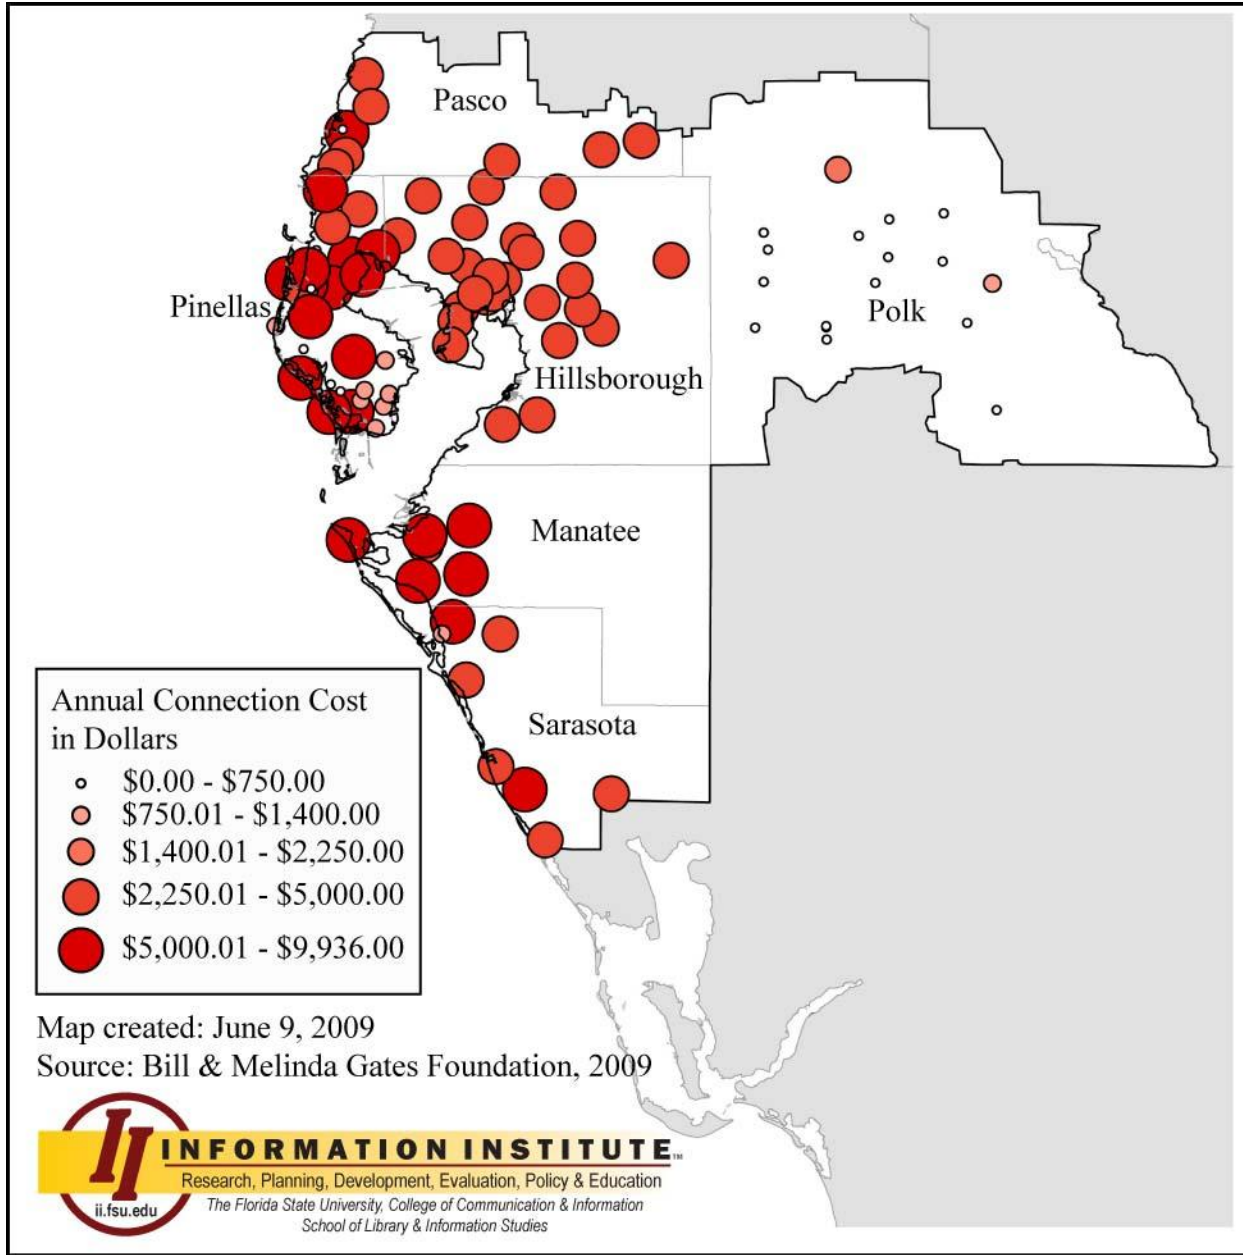 Pasco
Pinellas
Polk
Hillsborough
Manatee
Sarasota
Annual Connection Cost
in Dollars
$0.00 - $750.00
$750.01 - $1,400.00
$1,400.01 - $2,250.00
$2,250.01 - $5,000.00
$5,000.01 - $9,936.00
Map created: June 9, 2009
Source: Bill & Melinda Gates Foundation, 2009
II
ii.fsu.edu
INFORMATION INSTITUTE™
Research, Planning, Development, Evaluation, Policy & Education
The Florida State University, College of Communication & Information
School of Library & Information Studies